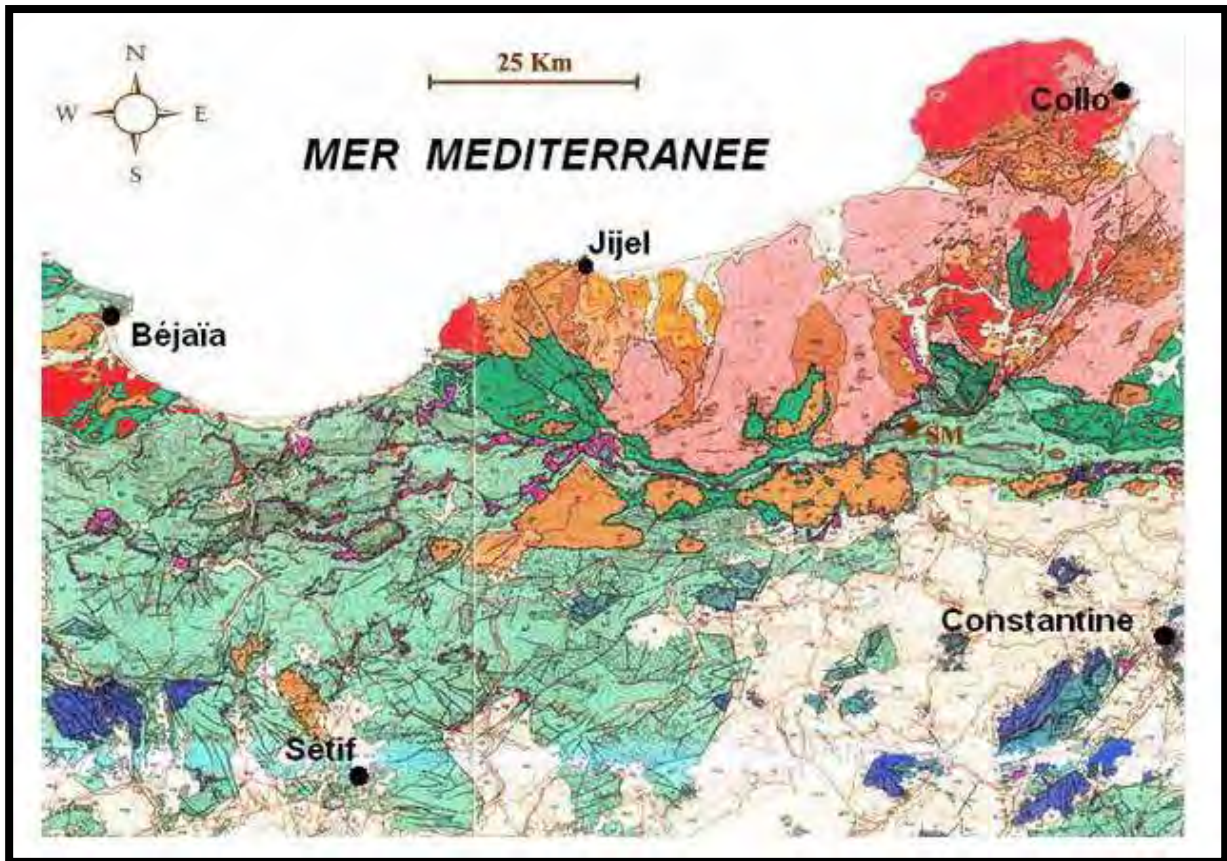 N
25 Km
W E
S
Collo
MER MEDITERRANEE
Jijel
Béjaïa
SM
Constantine
Sétif